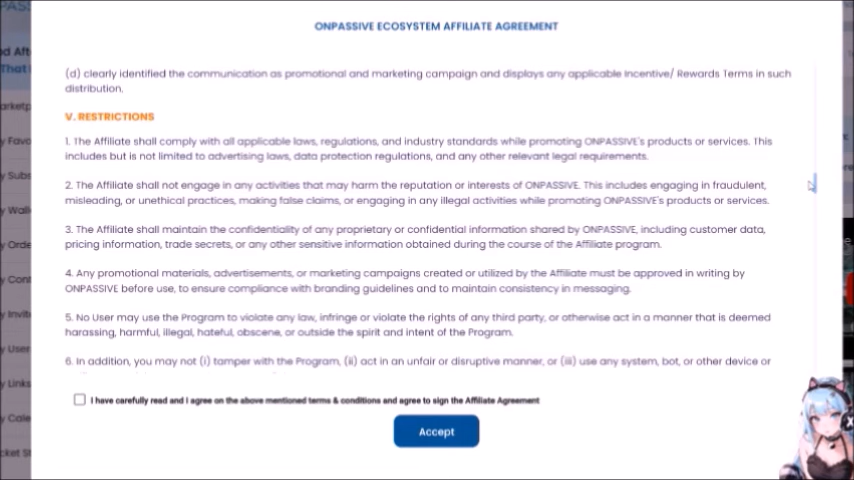 ONPASSIVE ECOSYSTEM AFFILIATE AGREEMENT
(d) clearly identified the communication as promotional and marketing campaign and displays any applicable Incentive/ Rewards Terms in such
distribution.
V. RESTRICTIONS
1. The Affiliate shall comply with all applicable laws, regulations, and industry standards while promoting ONPASSIVE's products or services. This
includes but is not limited to advertising laws, data protection regulations, and any other relevant legal requirements.
2. The Affiliate shall not engage in any activities that may harm the reputation or interests of ONPASSIVE. This includes engaging in fraudulent,
misleading, or unethical practices, making false claims, or engaging in any illegal activities while promoting ONPASSIVE's products or services.
3. The Affiliate shall maintain the confidentiality of any proprietary or confidential information shared by ONPASSIVE, including customer data,
pricing information, trade secrets, or any other sensitive information obtained during the course of the Affiliate program.
4. Any promotional materials, advertisements, or marketing campaigns created or utilized by the Affiliate must be approved in writing by
ONPASSIVE before use, to ensure compliance with branding guidelines and to maintain consistency in messaging.
5. No User may use the Program to violate any law, infringe or violate the rights of any third party, or otherwise act in a manner that is deemed
harassing, harmful, illegal, hateful, obscene, or outside the spirit and intent of the Program.
6. In addition, you may not (i) tamper with the Program, (ii) act in an unfair or disruptive manner, or (iii) use any system, bot, or other device or
I have carefully read and I agree on the above mentioned terms & conditions and agree to sign the Affiliate Agreement
Accept